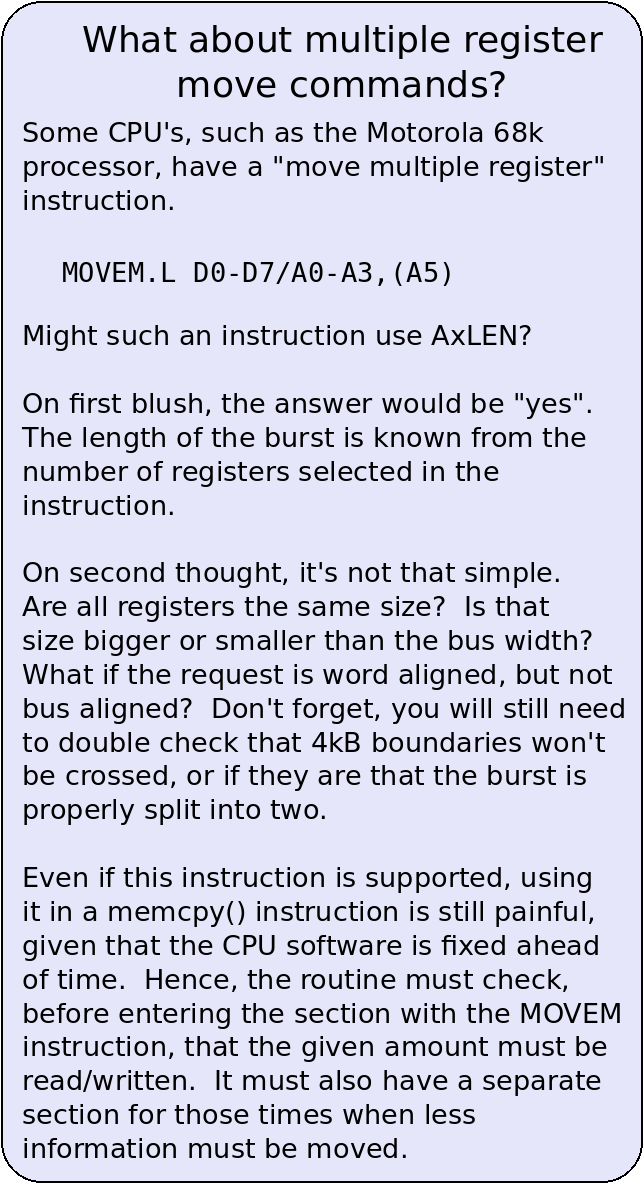 What about multiple register
move commands?
Some CPU's, such as the Motorola 68k
processor, have a "move multiple register"
instruction.
MOVEM.L D0-D7/A0-A3,(A5)
Might such an instruction use AxLEN?
On first blush, the answer would be "yes".
The length of the burst is known from the
number of registers selected in the
instruction.
On second thought, it's not that simple.
Are all registers the same size?  Is that
size bigger or smaller than the bus width?
What if the request is word aligned, but not
bus aligned?  Don't forget, you will still need
to double check that 4kB boundaries won't
be crossed, or if they are that the burst is
properly split into two.
Even if this instruction is supported, using
it in a memcpy() instruction is still painful,
given that the CPU software is fixed ahead
of time.  Hence, the routine must check,
before entering the section with the MOVEM
instruction, that the given amount must be
read/written.  It must also have a separate
section for those times when less
information must be moved.